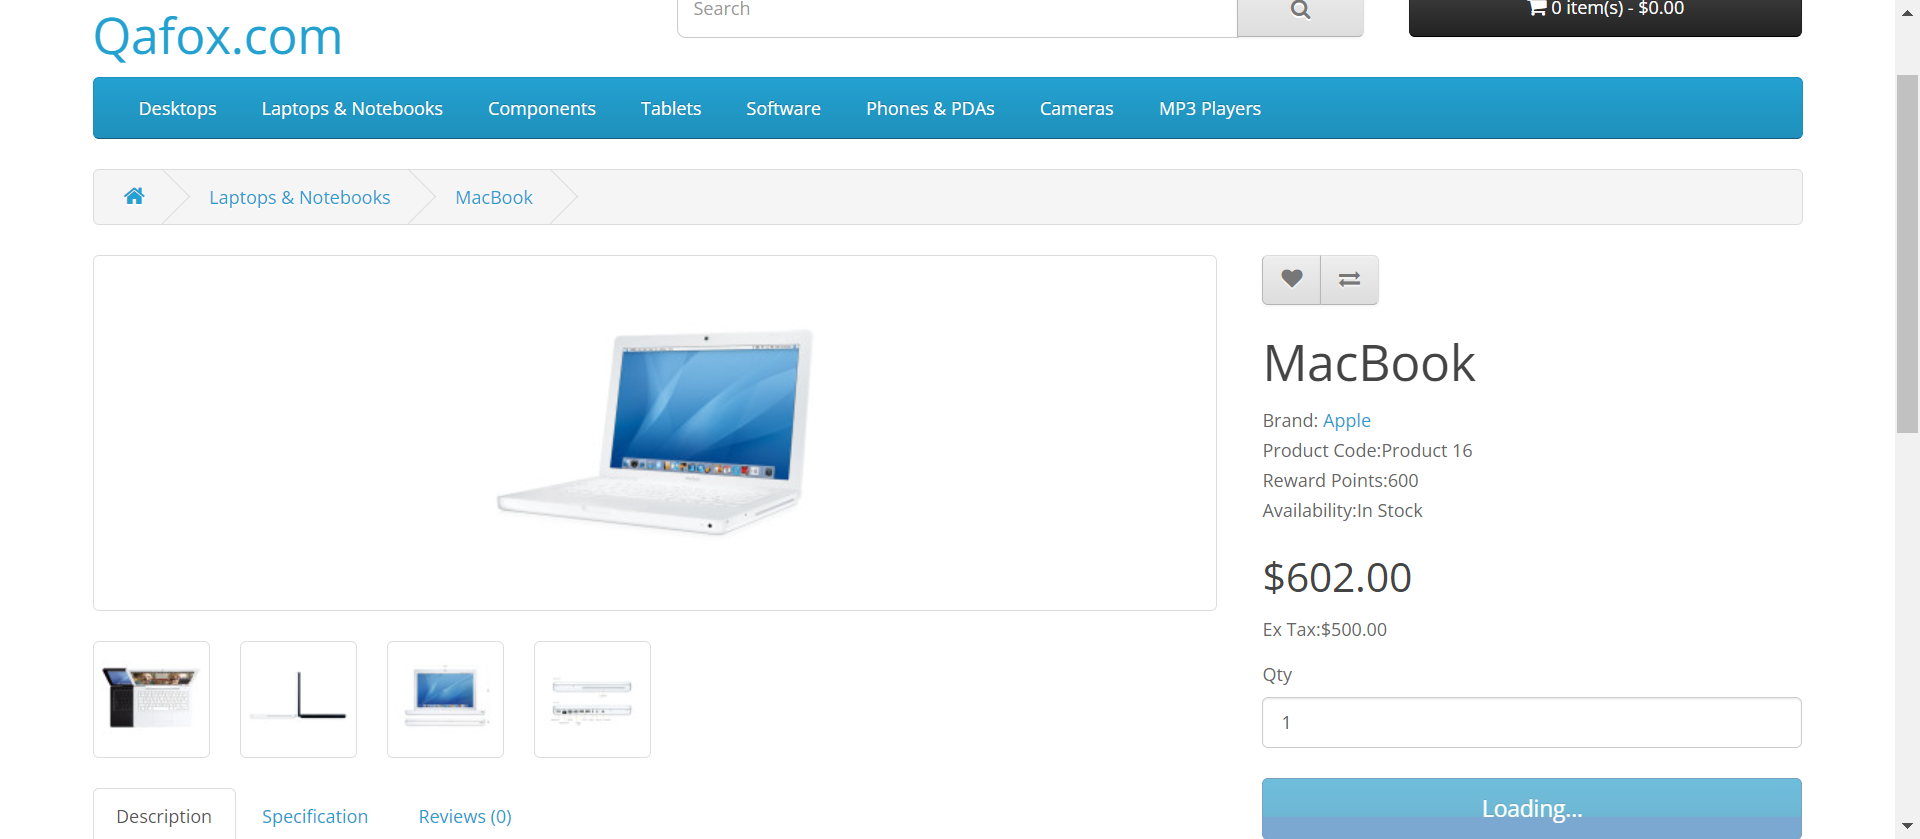 Qafox.com
Search
0 item(s) - $0.00
Desktops Laptops & Notebooks Components Tablets Software Phones & PDAs Cameras MP3 Players
Laptops & Notebooks MacBook
MacBook
Brand: Apple
Product Code:Product 16
Reward Points:600
Availability:In Stock
$602.00
Ex Tax:$500.00
Qty
1
Loading...
Description Specification Reviews (0)